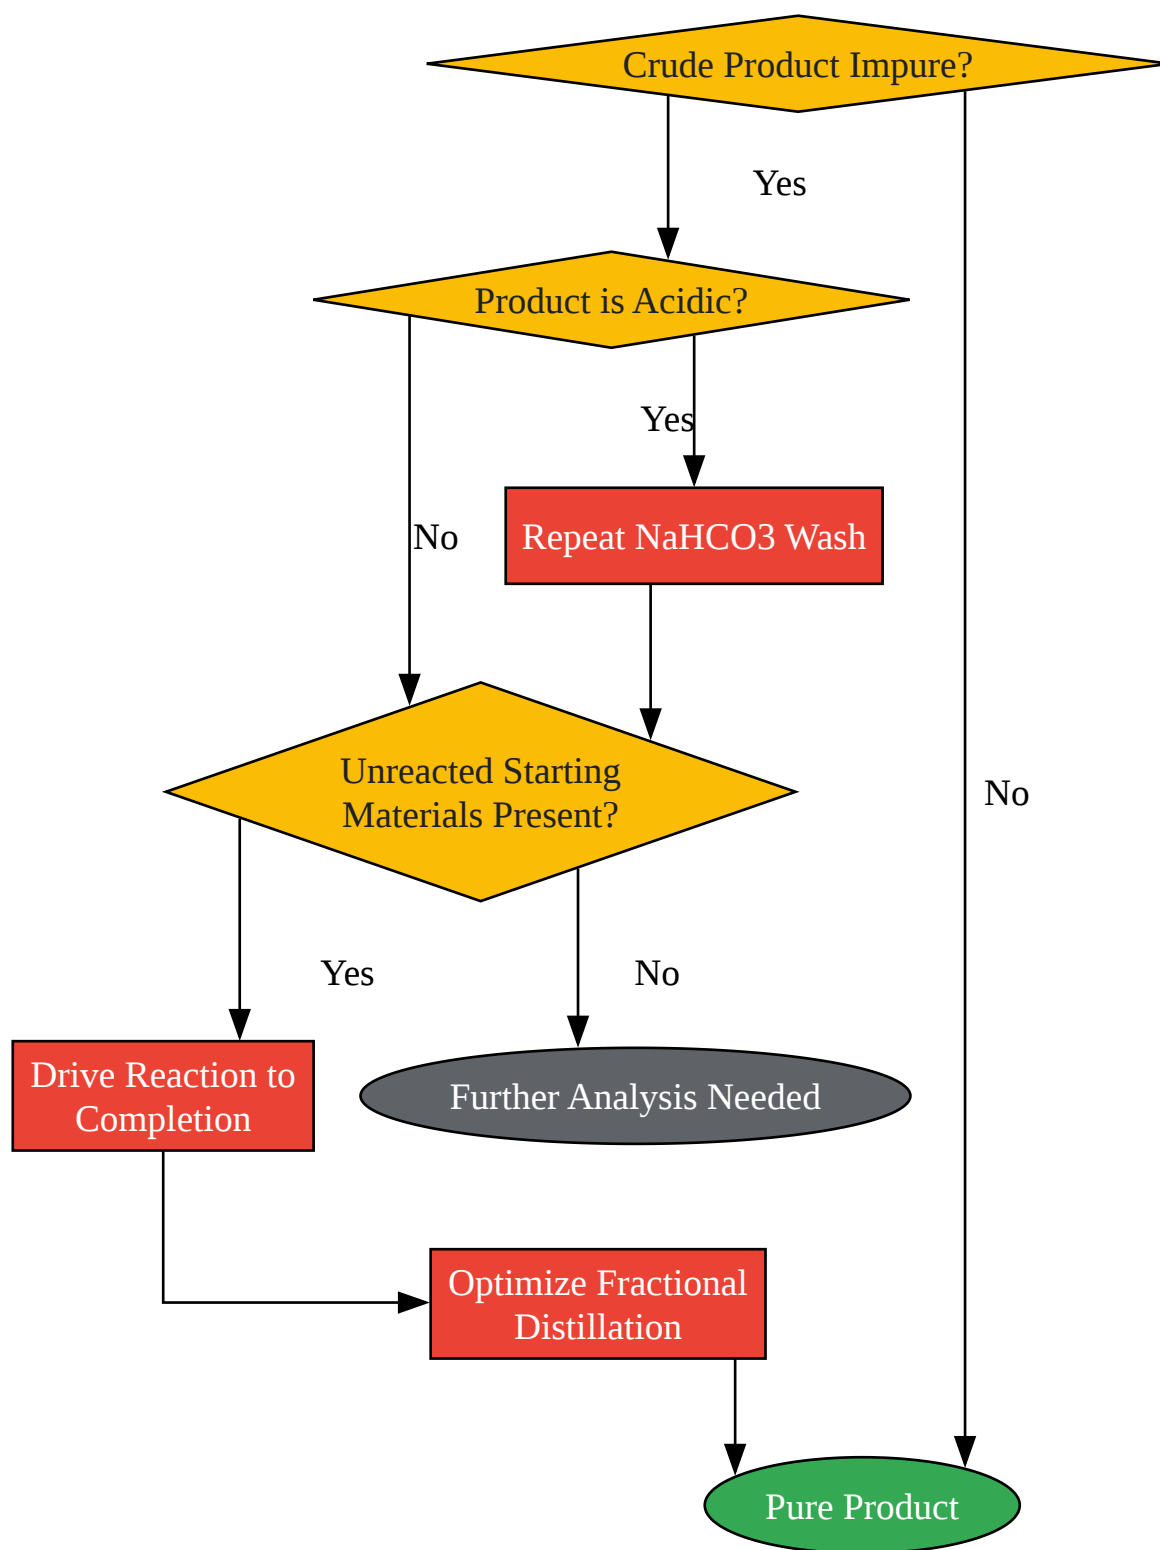 Crude Product Impure?
Yes
Product is Acidic?
Yes
No
Repeat NaHCO3 Wash
Unreacted Starting
Materials Present?
No
Yes
No
Drive Reaction to
Completion
Further Analysis Needed
Optimize Fractional
Distillation
Pure Product